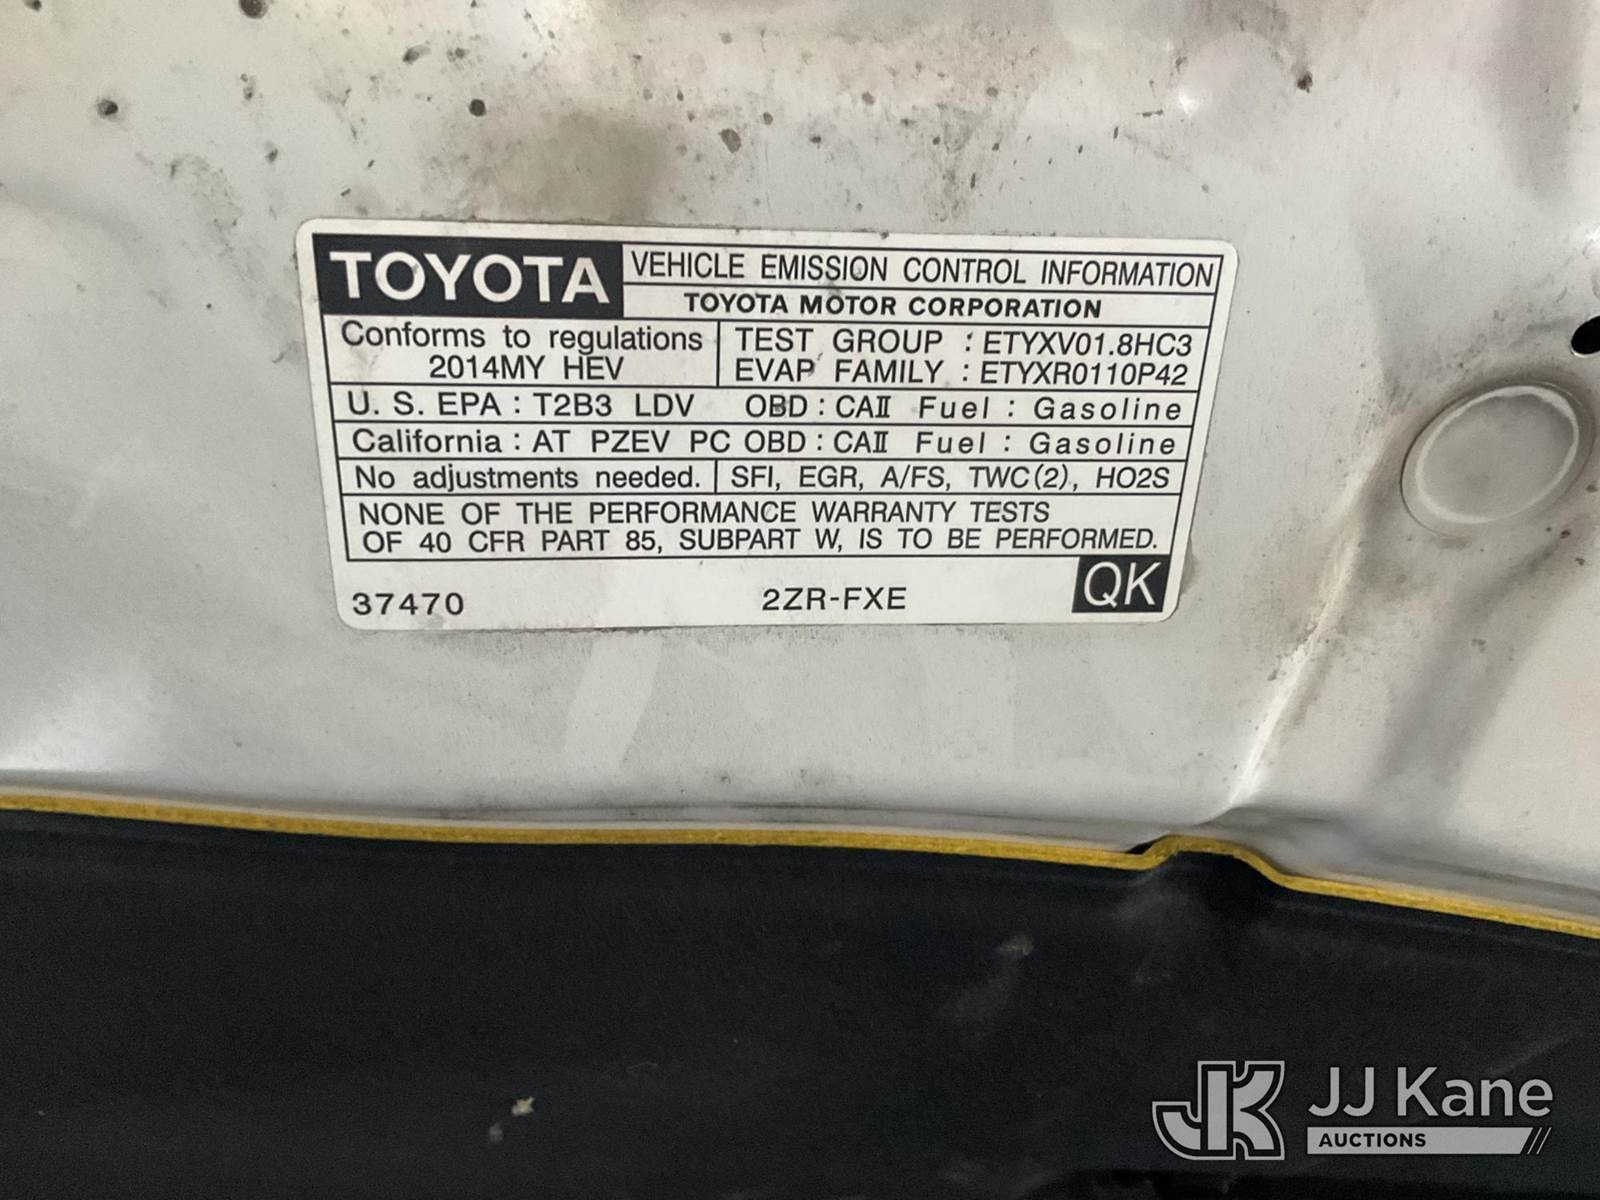 TOYOTA VEHICLE EMISSION CONTROL INFORMATION
TOYOTA MOTOR CORPORATION
Conforms to regulations
2014MY HEV
TEST GROUP : ETYXV01.8HC3
EVAP FAMILY : ETYXR0110P42
U. S. EPA : T2B3 LDV OBD : CAII Fuel : Gasoline
California : AT PZEV PC OBD : CAII Fuel : Gasoline
No adjustments needed. SFI, EGR, A/FS, TWC(2), HO2S
NONE OF THE PERFORMANCE WARRANTY TESTS
OF 40 CFR PART 85, SUBPART W, IS TO BE PERFORMED.
37470 2ZR-FXE QK
JK JJ Kane
AUCTIONS